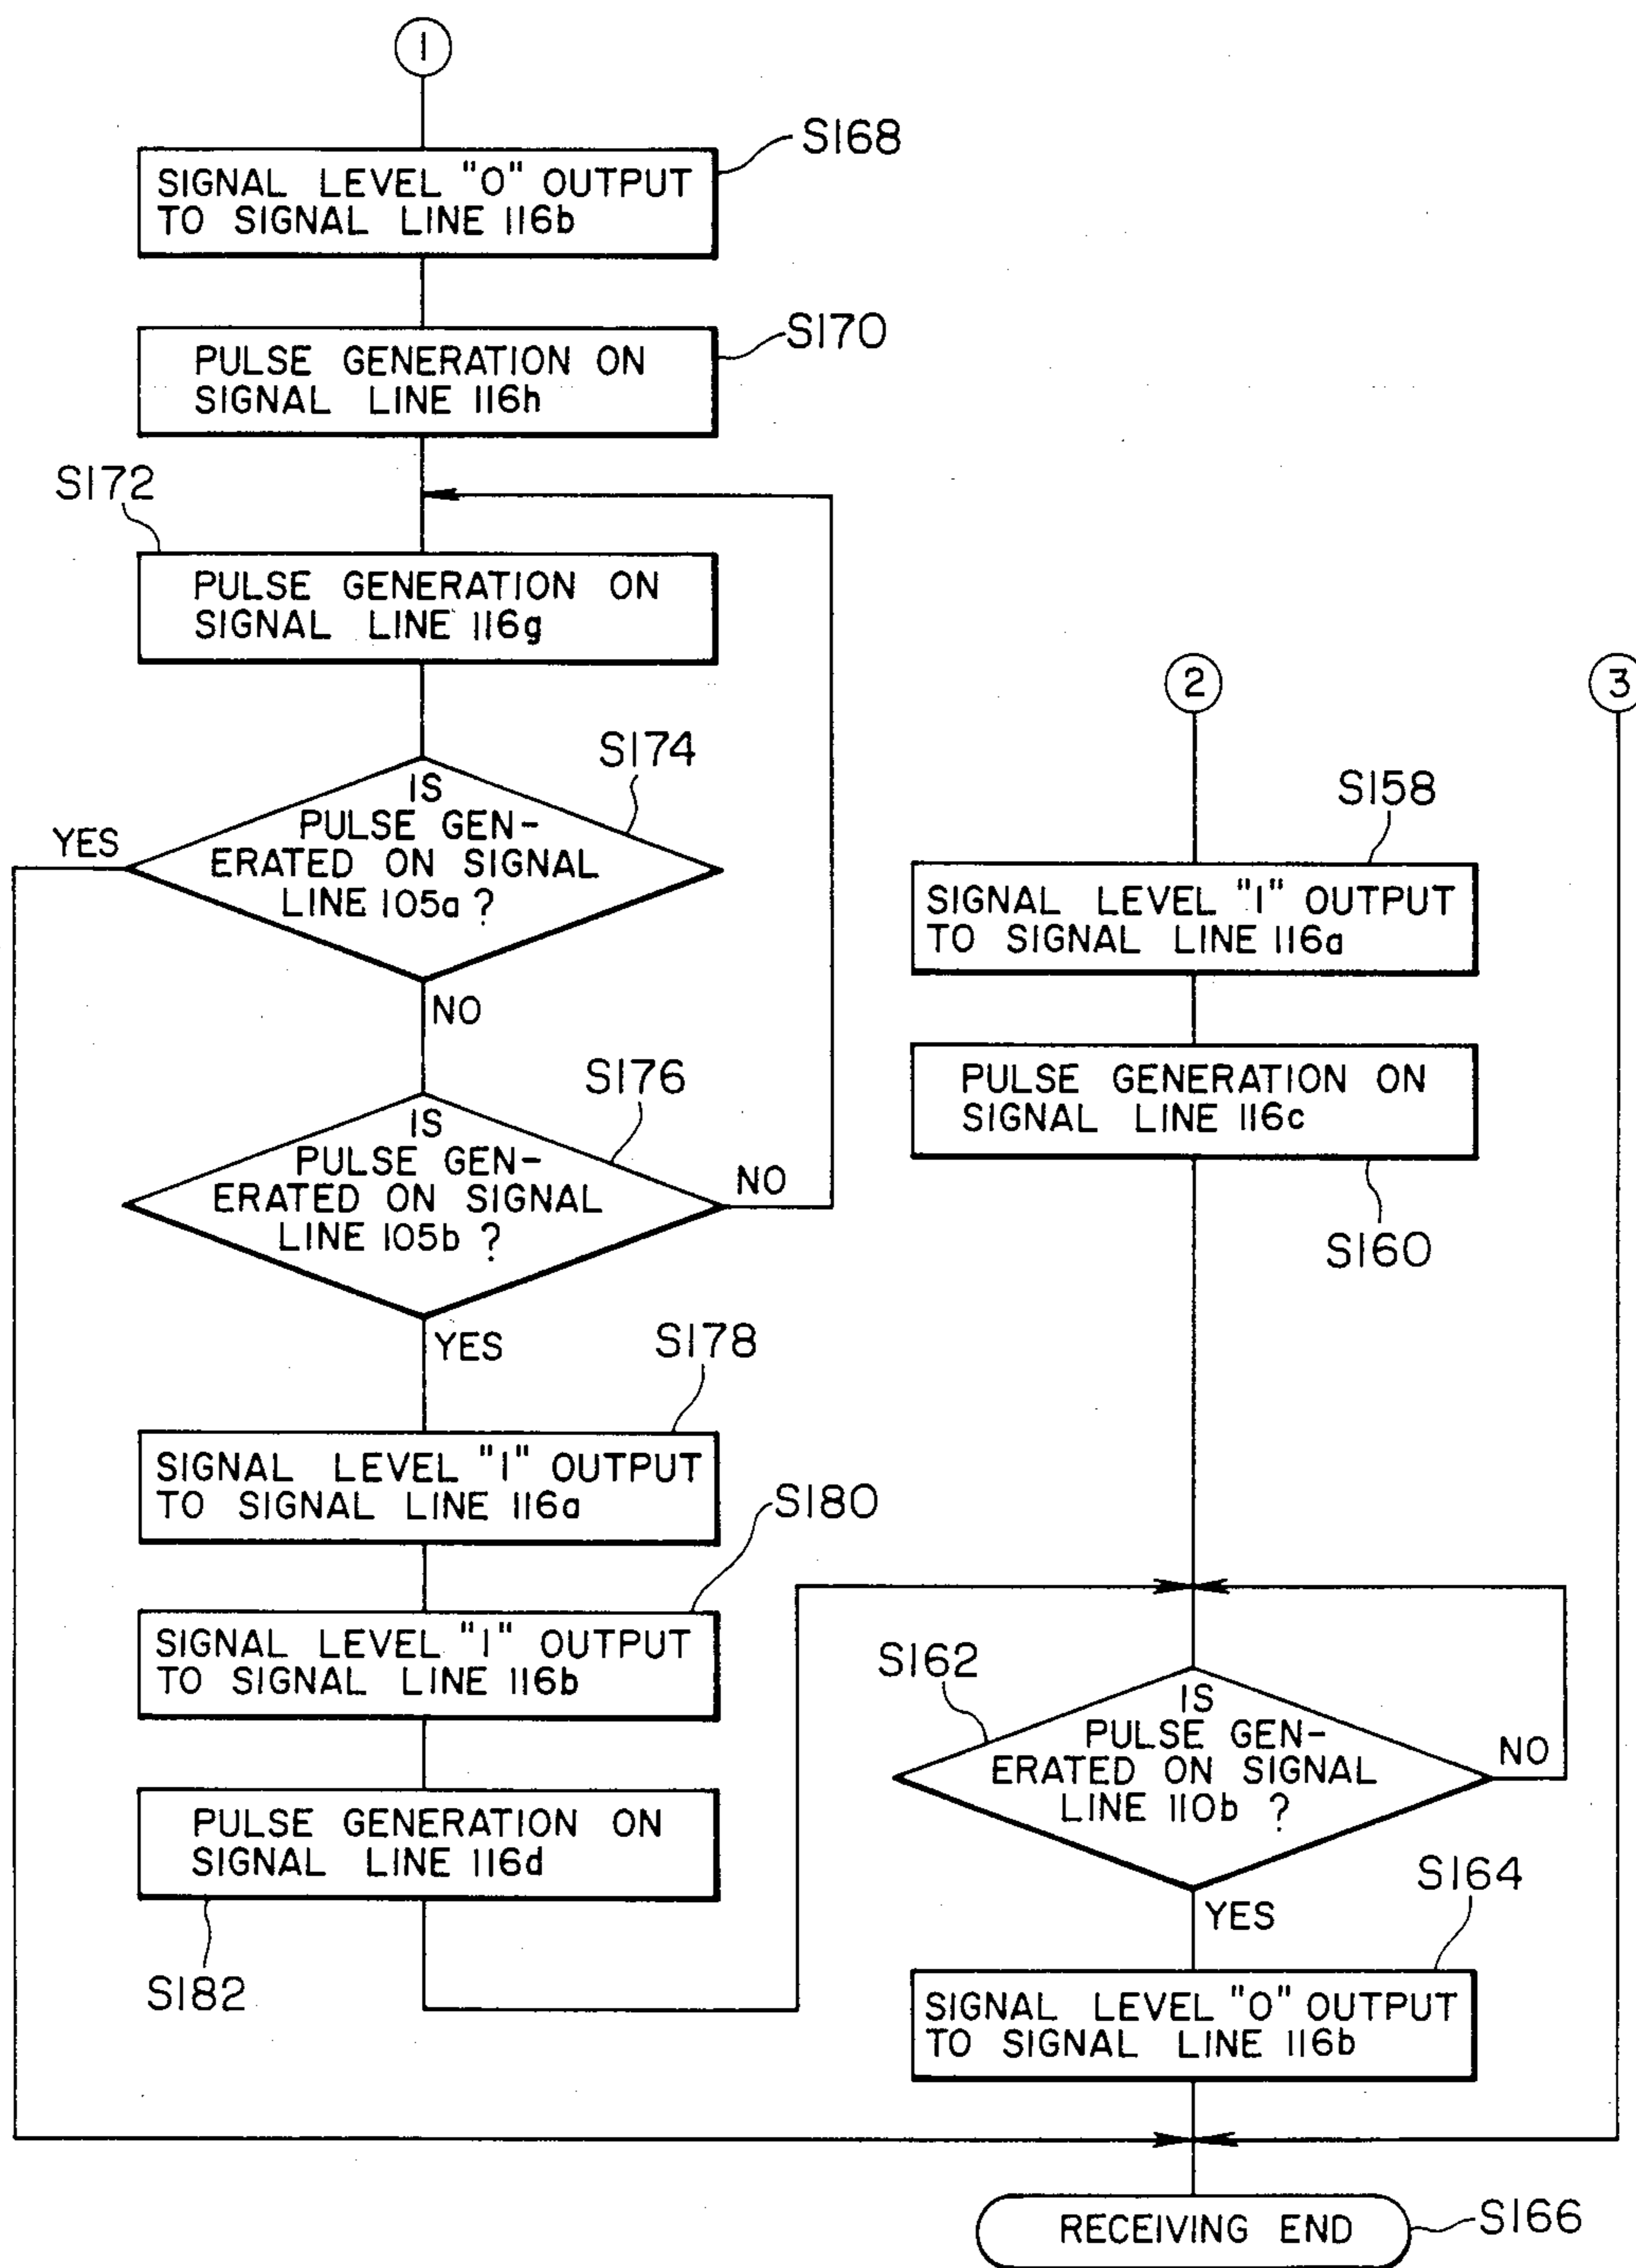 1
S168
SIGNAL LEVEL "0" OUTPUT
TO SIGNAL LINE 116b
S170
PULSE GENERATION ON
SIGNAL LINE 116h
S172
PULSE GENERATION ON
SIGNAL LINE 116g
S174
IS
PULSE GEN-
ERATED ON SIGNAL
LINE 105a ?
YES
NO
S176
IS
PULSE GEN-
ERATED ON SIGNAL
LINE 105b ?
NO
YES
S178
SIGNAL LEVEL "1" OUTPUT
TO SIGNAL LINE 116a
S180
SIGNAL LEVEL "1" OUTPUT
TO SIGNAL LINE 116b
PULSE GENERATION ON
SIGNAL LINE 116d
S182
2
S158
SIGNAL LEVEL "1" OUTPUT
TO SIGNAL LINE 116a
PULSE GENERATION ON
SIGNAL LINE 116c
S160
S162
IS
PULSE GEN-
ERATED ON SIGNAL
LINE 110b ?
NO
YES
S164
SIGNAL LEVEL "0" OUTPUT
TO SIGNAL LINE 116b
RECEIVING END
S166
3